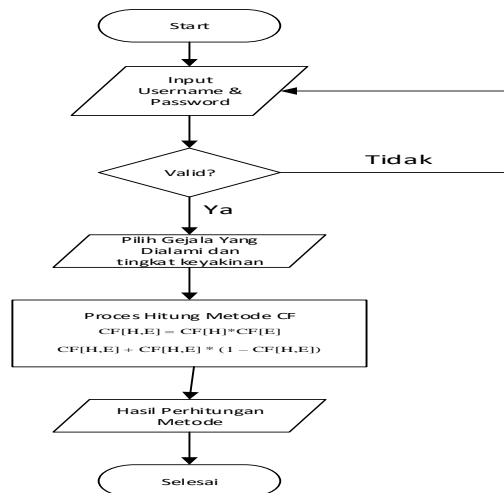 Start
Input
Username &
Password
Valid?
Tidak
Ya
Pilih Gejala Yang
Dialami dan
tingkat keyakinan
Proces Hitung Metode CF
CF[H,E] = CF[H]*CF[E]
CF[H,E] + CF[H,E] * (1 – CF[H,E])
Hasil Perhitungan
Metode
Selesai